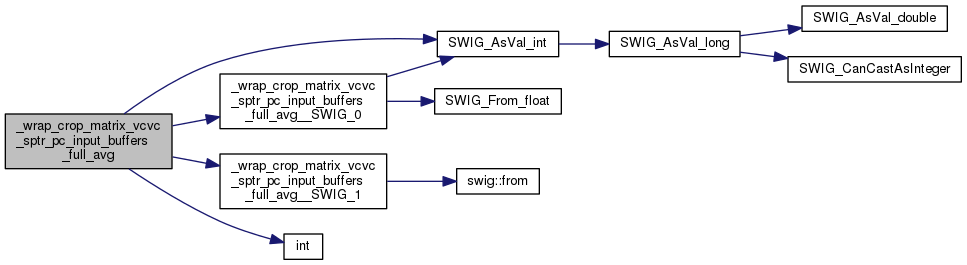 _wrap_crop_matrix_vcvc
_sptr_pc_input_buffers
_full_avg
SWIG_AsVal_int
_wrap_crop_matrix_vcvc
_sptr_pc_input_buffers
_full_avg__SWIG_0
_wrap_crop_matrix_vcvc
_sptr_pc_input_buffers
_full_avg__SWIG_1
int
SWIG_AsVal_long
SWIG_From_float
swig::from
SWIG_AsVal_double
SWIG_CanCastAsInteger